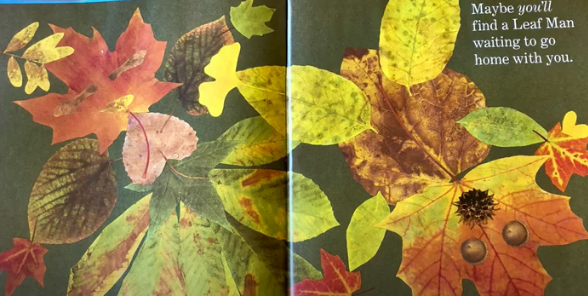 Maybe you'll
find a Leaf Man
waiting to go
home with you.